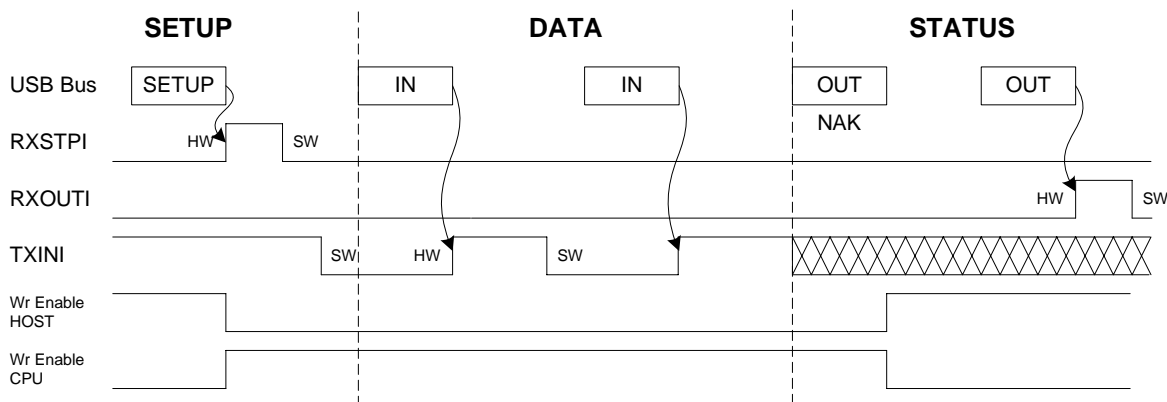 SETUP DATA STATUS
USB Bus SETUP IN IN OUT OUT
NAK
RXSTPI HW SW
RXOUTI HW SW
TXINI SW HW SW
Wr Enable
HOST
Wr Enable
CPU